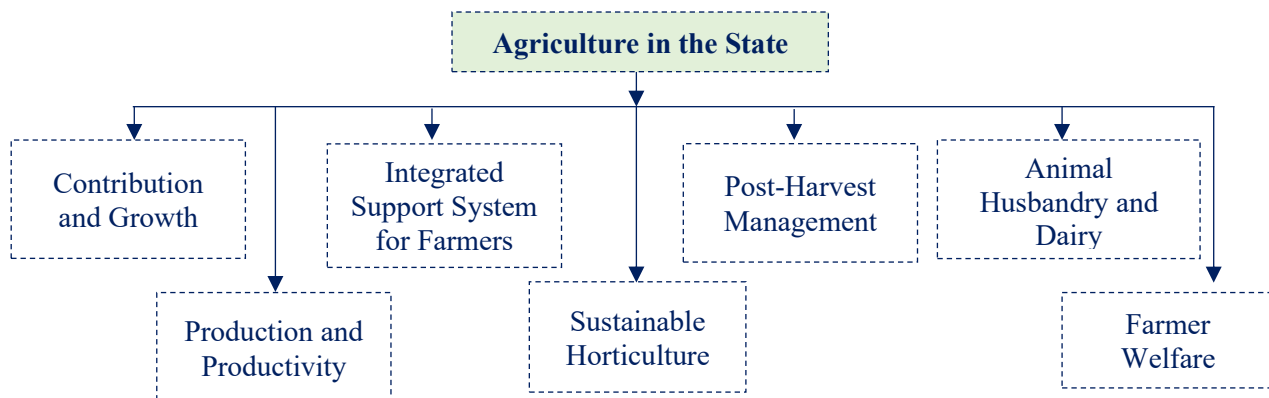 Agriculture in the State
Contribution
and Growth
Integrated
Support System
for Farmers
Post-Harvest
Management
Animal
Husbandry and
Dairy
Production and
Productivity
Sustainable
Horticulture
Farmer
Welfare